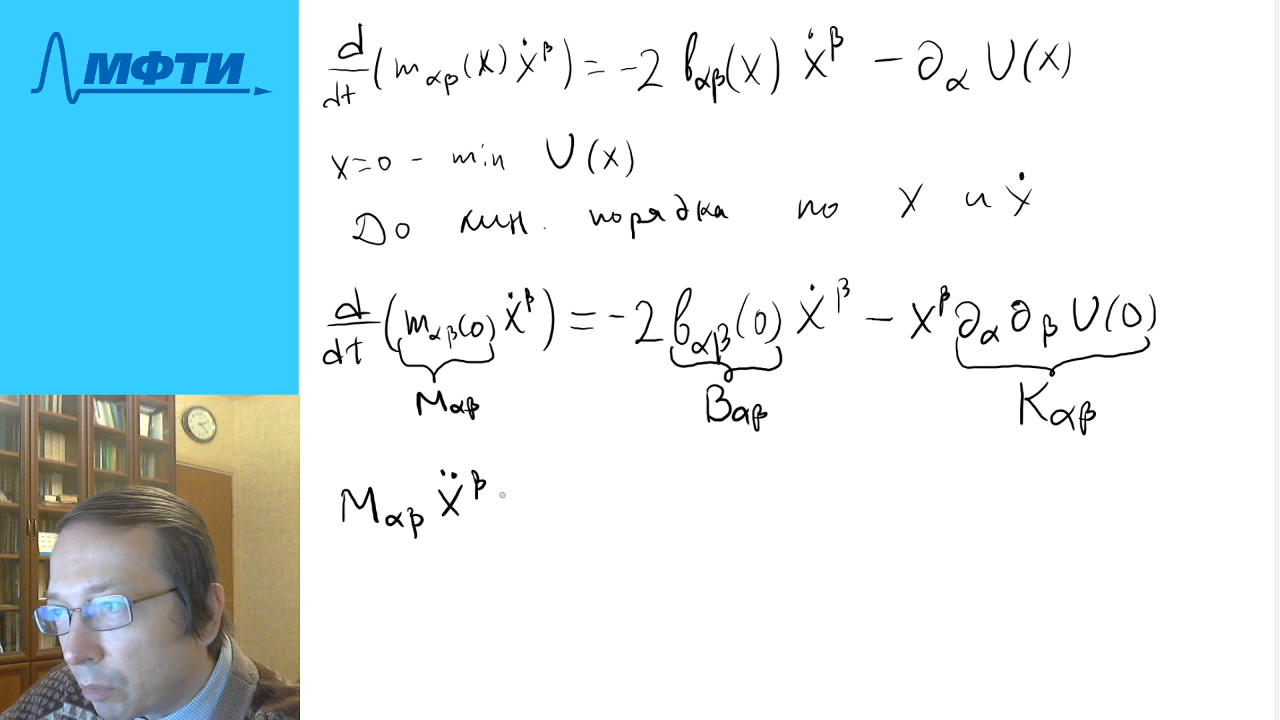 МФТИ
d/dt (m_αβ(x) ẋ^β) = -2 b_αβ(x) ẋ^β - ∂_α U(x)
x=0 - min U(x)
До лин. порядка по x и ẋ
d/dt (m_αβ(0) ẋ^β) = -2 b_αβ(0) ẋ^β - x^β ∂_α ∂_β U(0)
M_αβ B_αβ K_αβ
M_αβ ẍ^β